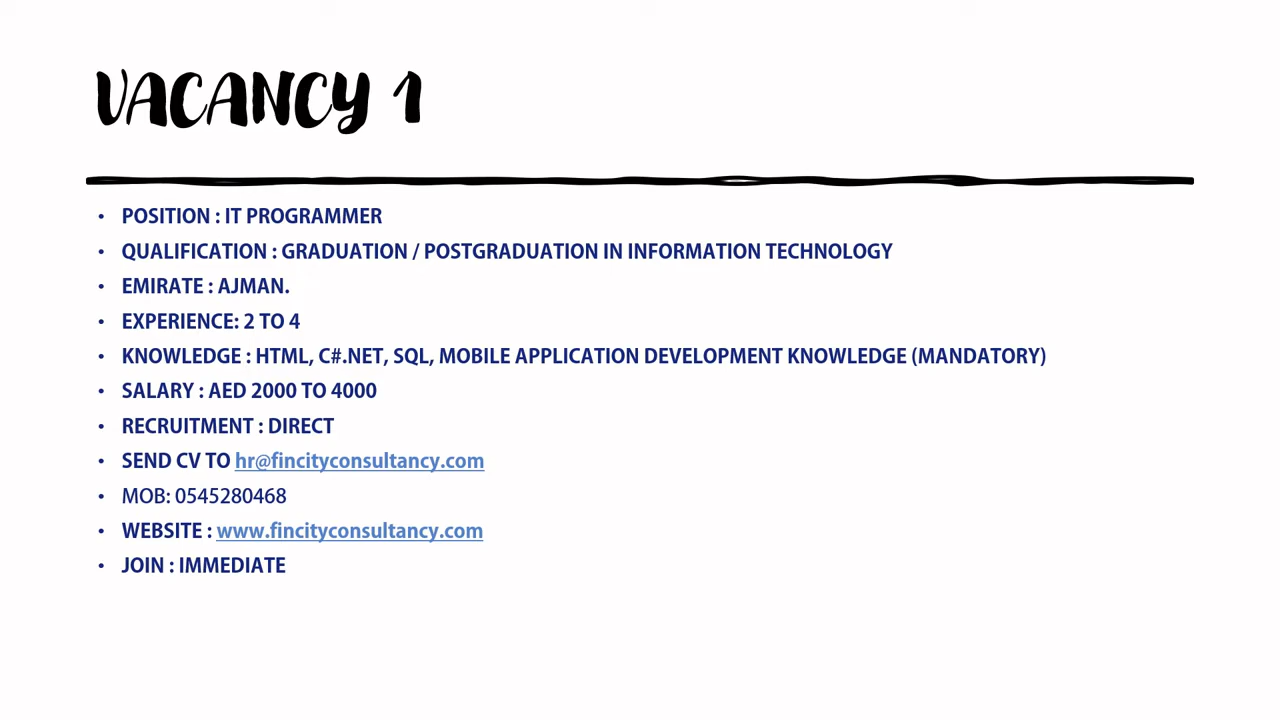 VACANCY 1
• POSITION : IT PROGRAMMER
• QUALIFICATION : GRADUATION / POSTGRADUATION IN INFORMATION TECHNOLOGY
• EMIRATE : AJMAN.
• EXPERIENCE: 2 TO 4
• KNOWLEDGE : HTML, C#.NET, SQL, MOBILE APPLICATION DEVELOPMENT KNOWLEDGE (MANDATORY)
• SALARY : AED 2000 TO 4000
• RECRUITMENT : DIRECT
• SEND CV TO hr@fincityconsultancy.com
• MOB: 0545280468
• WEBSITE : www.fincityconsultancy.com
• JOIN : IMMEDIATE